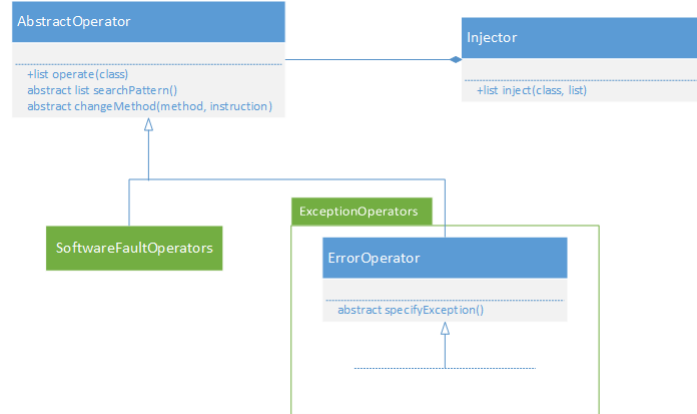 AbstractOperator
+list operate(class)
abstract list searchPattern()
abstract changeMethod(method, instruction)
Injector
+list inject(class, list)
SoftwareFaultOperators
ExceptionOperators
ErrorOperator
abstract specifyException()